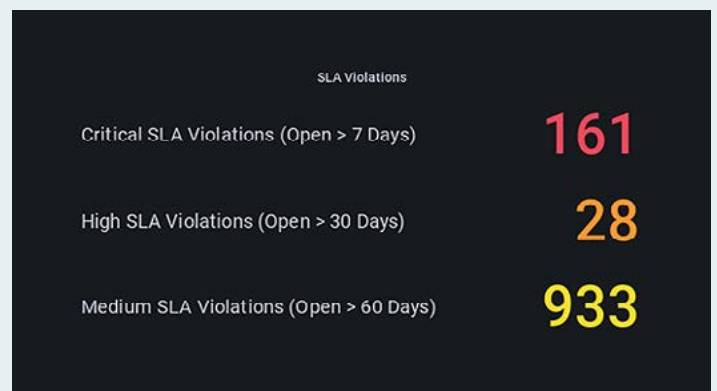 SLA Violations
Critical SLA Violations (Open > 7 Days) 161
High SLA Violations (Open > 30 Days) 28
Medium SLA Violations (Open > 60 Days) 933